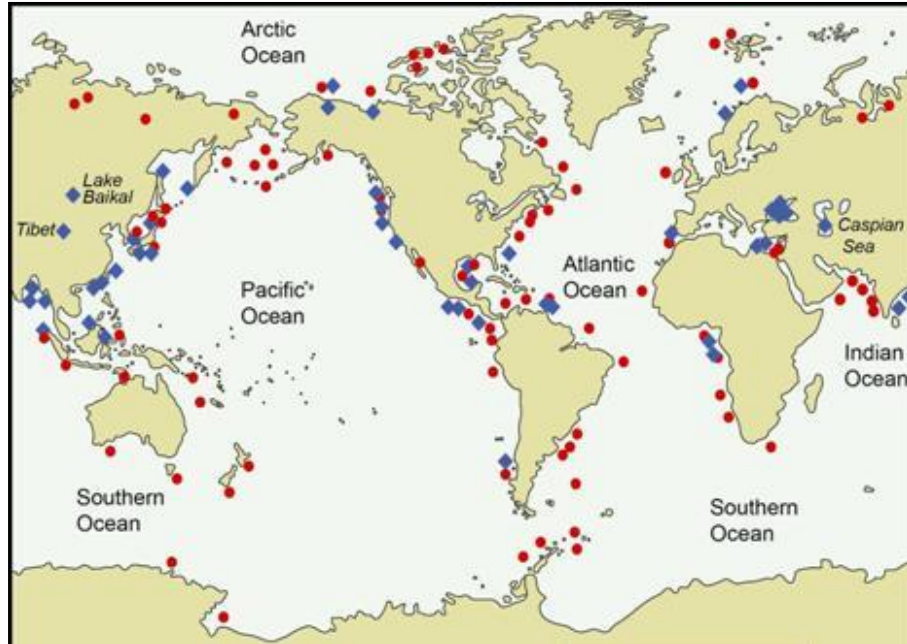 Arctic
Ocean
Lake
Baikal
Tibet
Pacific
Ocean
Atlantic
Ocean
Caspian
Sea
Indian
Ocean
Southern
Ocean
Southern
Ocean